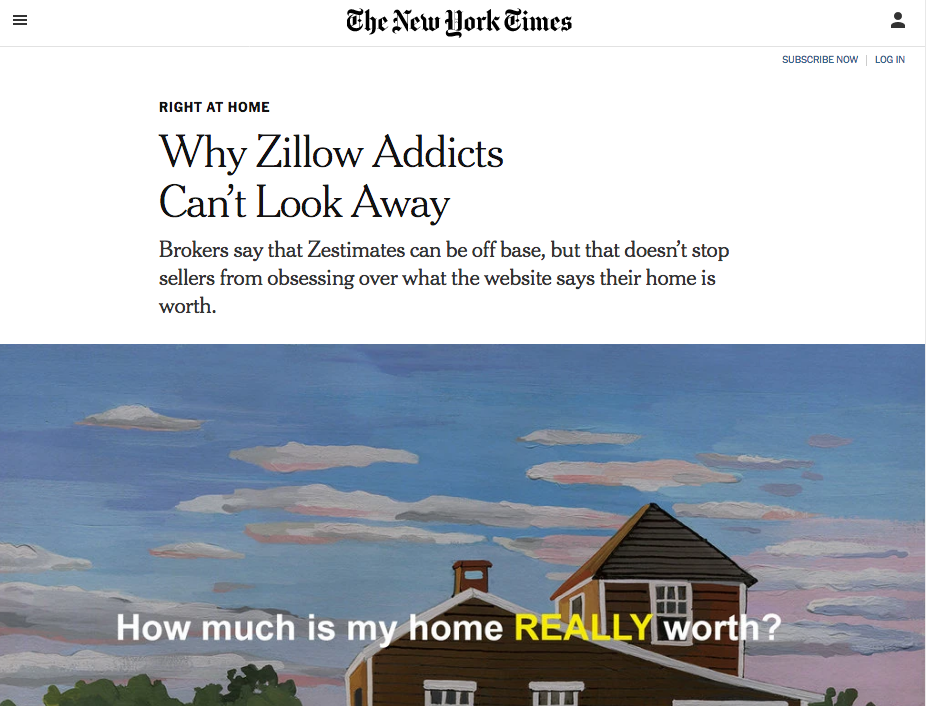 The New York Times
SUBSCRIBE NOW | LOG IN
RIGHT AT HOME
Why Zillow Addicts
Can’t Look Away
Brokers say that Zestimates can be off base, but that doesn’t stop
sellers from obsessing over what the website says their home is
worth.
How much is my home REALLY worth?